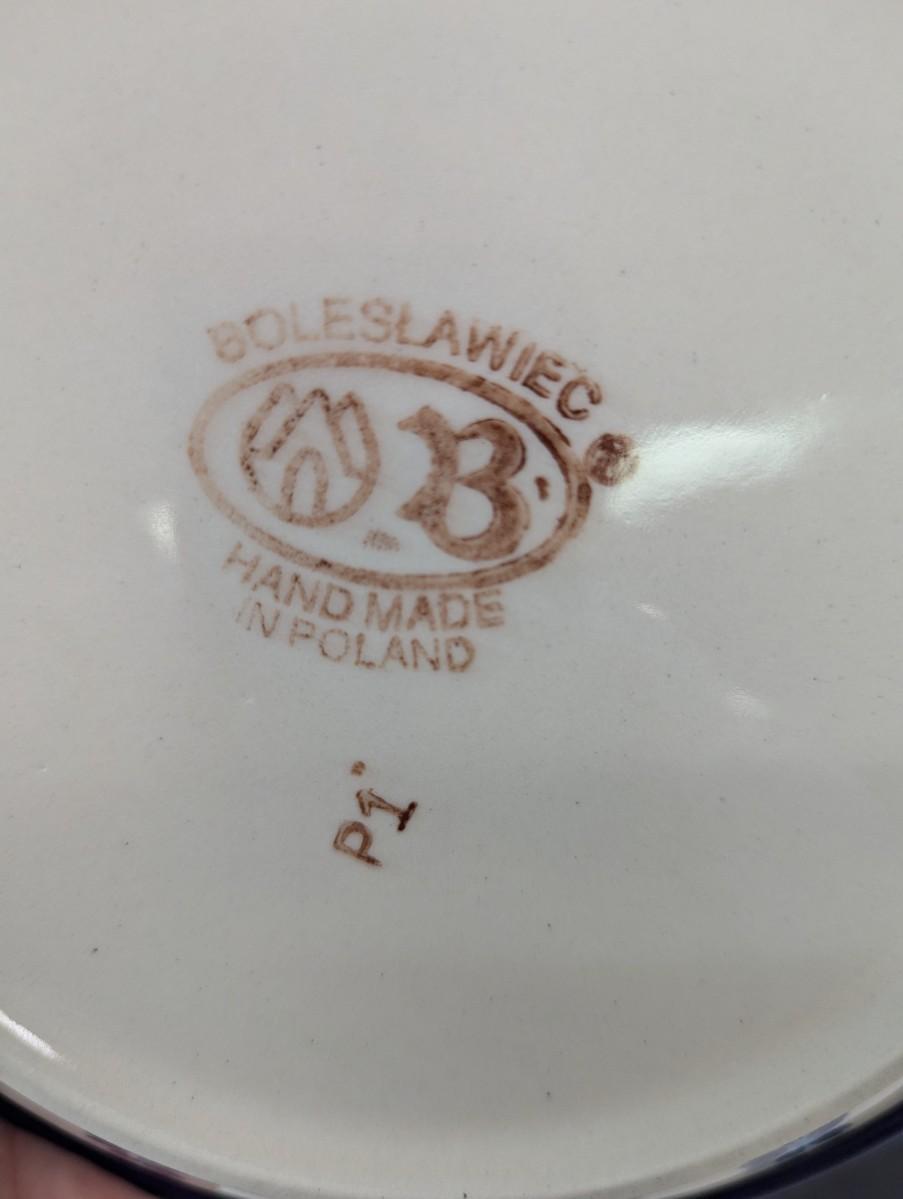 BOLESŁAWIEC
B
HAND MADE
IN POLAND
P1